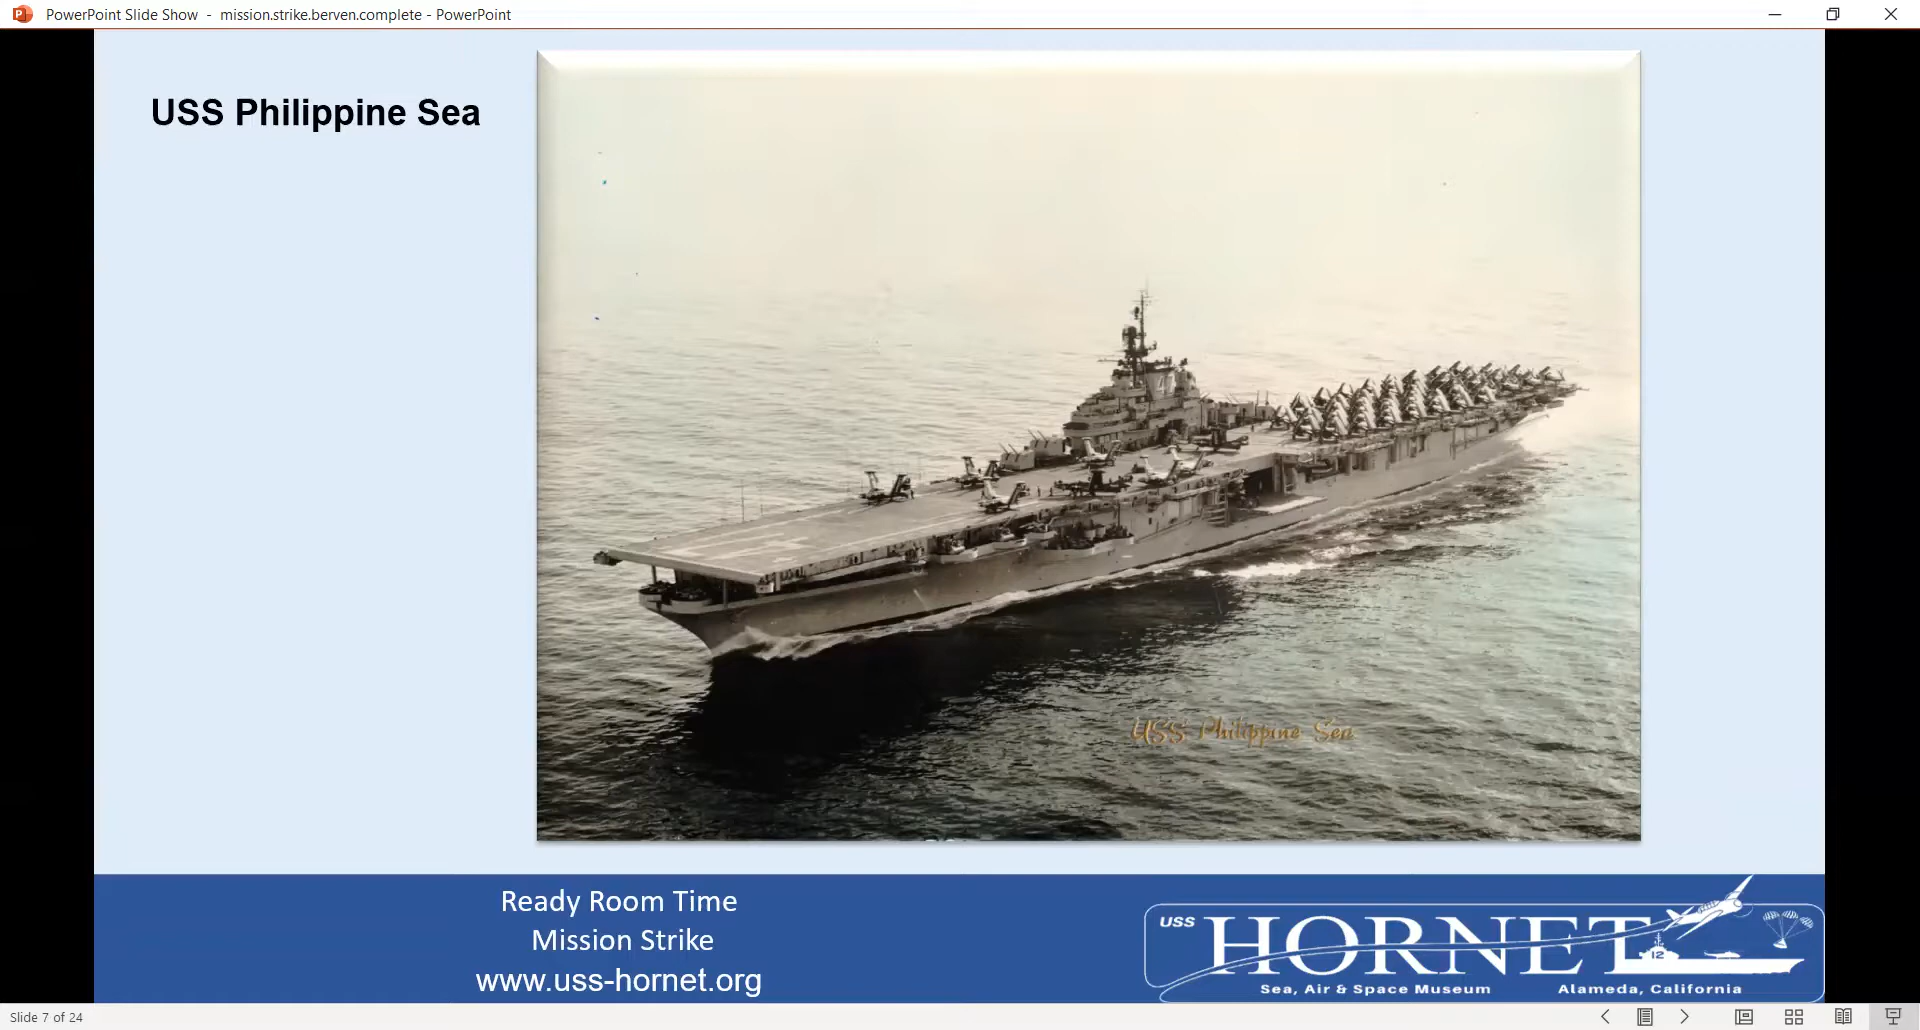 PowerPoint Slide Show - mission.strike.berven.complete - PowerPoint
USS Philippine Sea
USS Philippine Sea
Ready Room Time
Mission Strike
www.uss-hornet.org
USS HORNET
12
Sea, Air & Space Museum Alameda, California
Slide 7 of 24